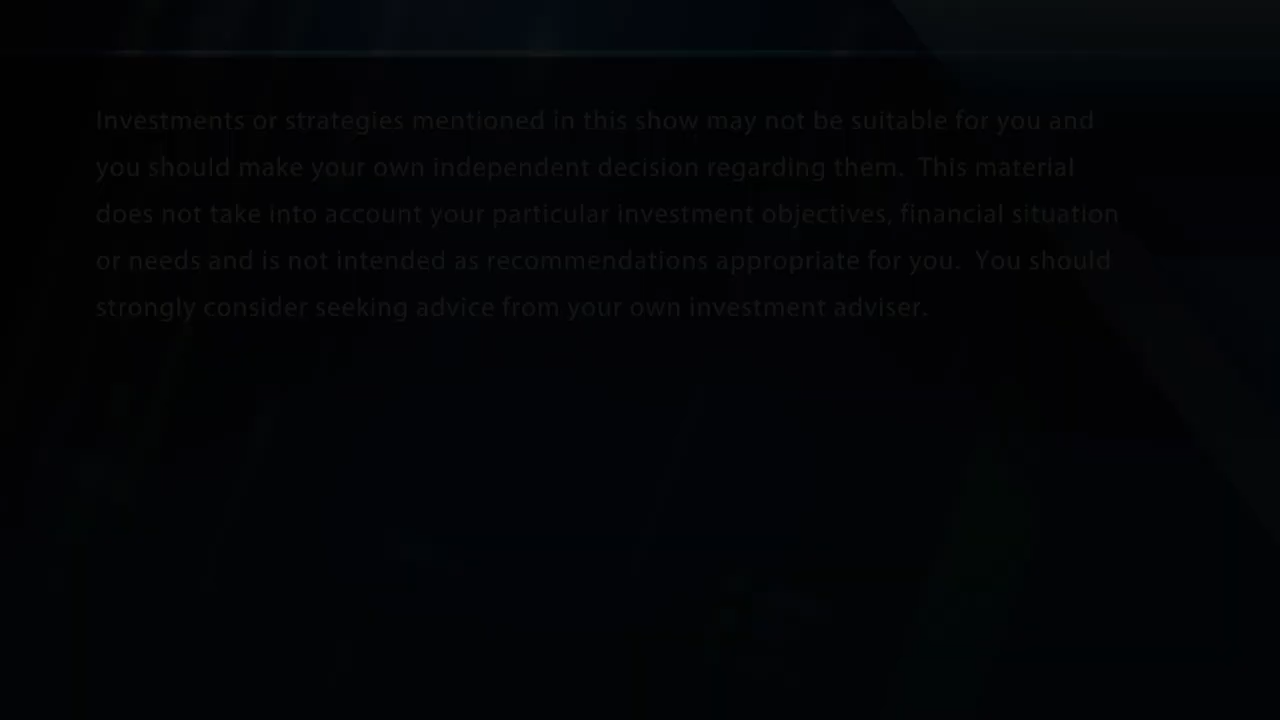 Investments or strategies mentioned in this show may not be suitable for you and
you should make your own independent decision regarding them.  This material
does not take into account your particular investment objectives, financial situation
or needs and is not intended as recommendations appropriate for you.  You should
strongly consider seeking advice from your own investment adviser.